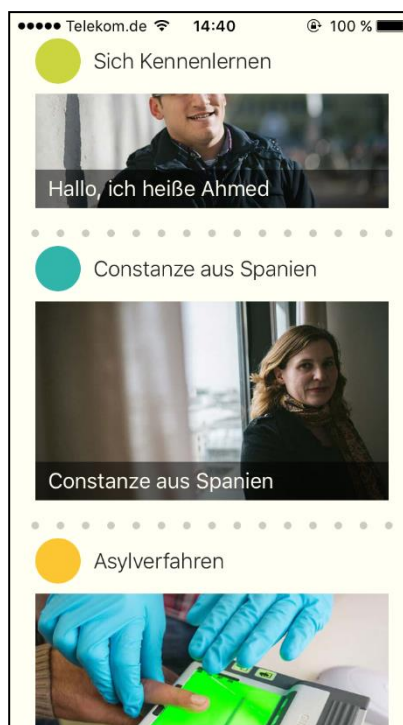 Telekom.de 14:40 100 %
Sich Kennenlernen
Hallo, ich heiße Ahmed
Constanze aus Spanien
Constanze aus Spanien
Asylverfahren